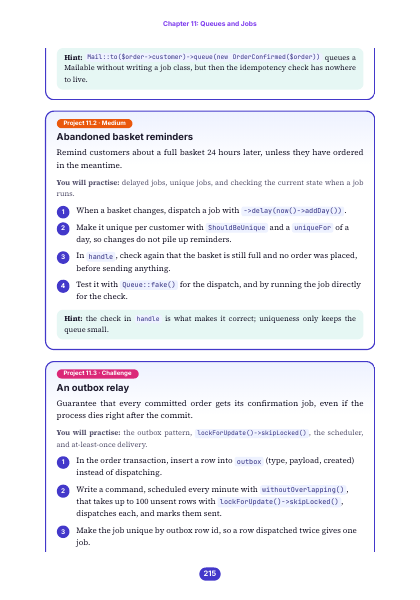 Chapter 11: Queues and Jobs
Hint: Mail::to($order->customer)->queue(new OrderConfirmed($order)) queues a
Mailable without writing a job class, but then the idempotency check has nowhere
to live.
Project 11.2 · Medium
Abandoned basket reminders
Remind customers about a full basket 24 hours later, unless they have ordered
in the meantime.
You will practise: delayed jobs, unique jobs, and checking the current state when a job
runs.
1 When a basket changes, dispatch a job with ->delay(now()->addDay()) .
2 Make it unique per customer with ShouldBeUnique and a uniqueFor of a
day, so changes do not pile up reminders.
3 In handle , check again that the basket is still full and no order was placed,
before sending anything.
4 Test it with Queue::fake() for the dispatch, and by running the job directly
for the check.
Hint: the check in handle is what makes it correct; uniqueness only keeps the
queue small.
Project 11.3 · Challenge
An outbox relay
Guarantee that every committed order gets its confirmation job, even if the
process dies right after the commit.
You will practise: the outbox pattern, lockForUpdate()->skipLocked() , the scheduler,
and at-least-once delivery.
1 In the order transaction, insert a row into outbox (type, payload, created)
instead of dispatching.
2 Write a command, scheduled every minute with withoutOverlapping() ,
that takes up to 100 unsent rows with lockForUpdate()->skipLocked() ,
dispatches each, and marks them sent.
3 Make the job unique by outbox row id, so a row dispatched twice gives one
job.
215